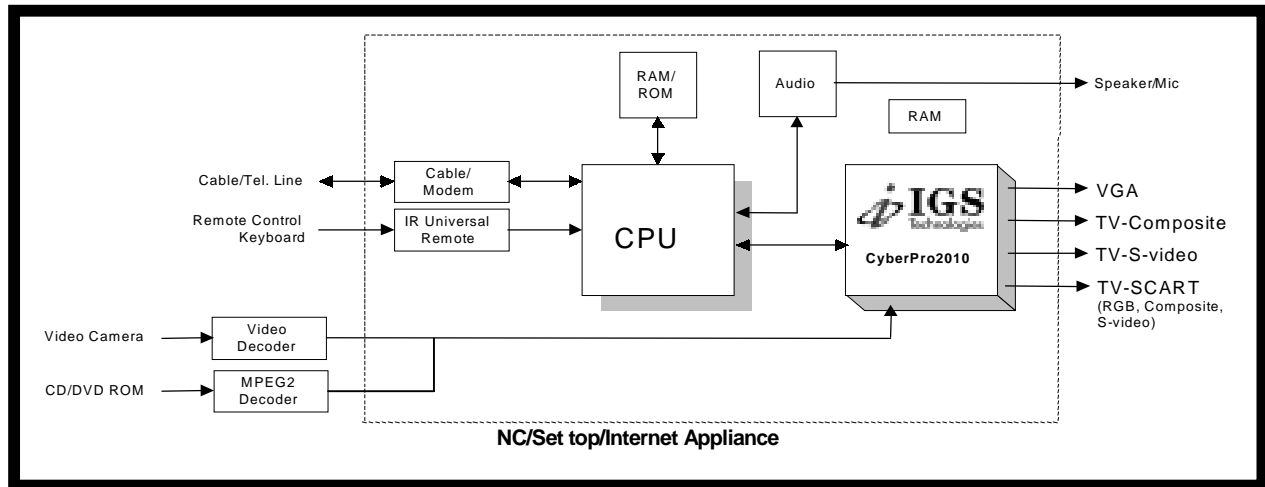 RAM/
ROM
Audio
Speaker/Mic
RAM
Cable/Tel. Line
Cable/
Modem
Remote Control
Keyboard
IR Universal
Remote
CPU
IGS
Technologies
CyberPro2010
VGA
TV-Composite
TV-S-video
TV-SCART
(RGB, Composite,
S-video)
Video Camera
Video
Decoder
CD/DVD ROM
MPEG2
Decoder
NC/Set top/Internet Appliance